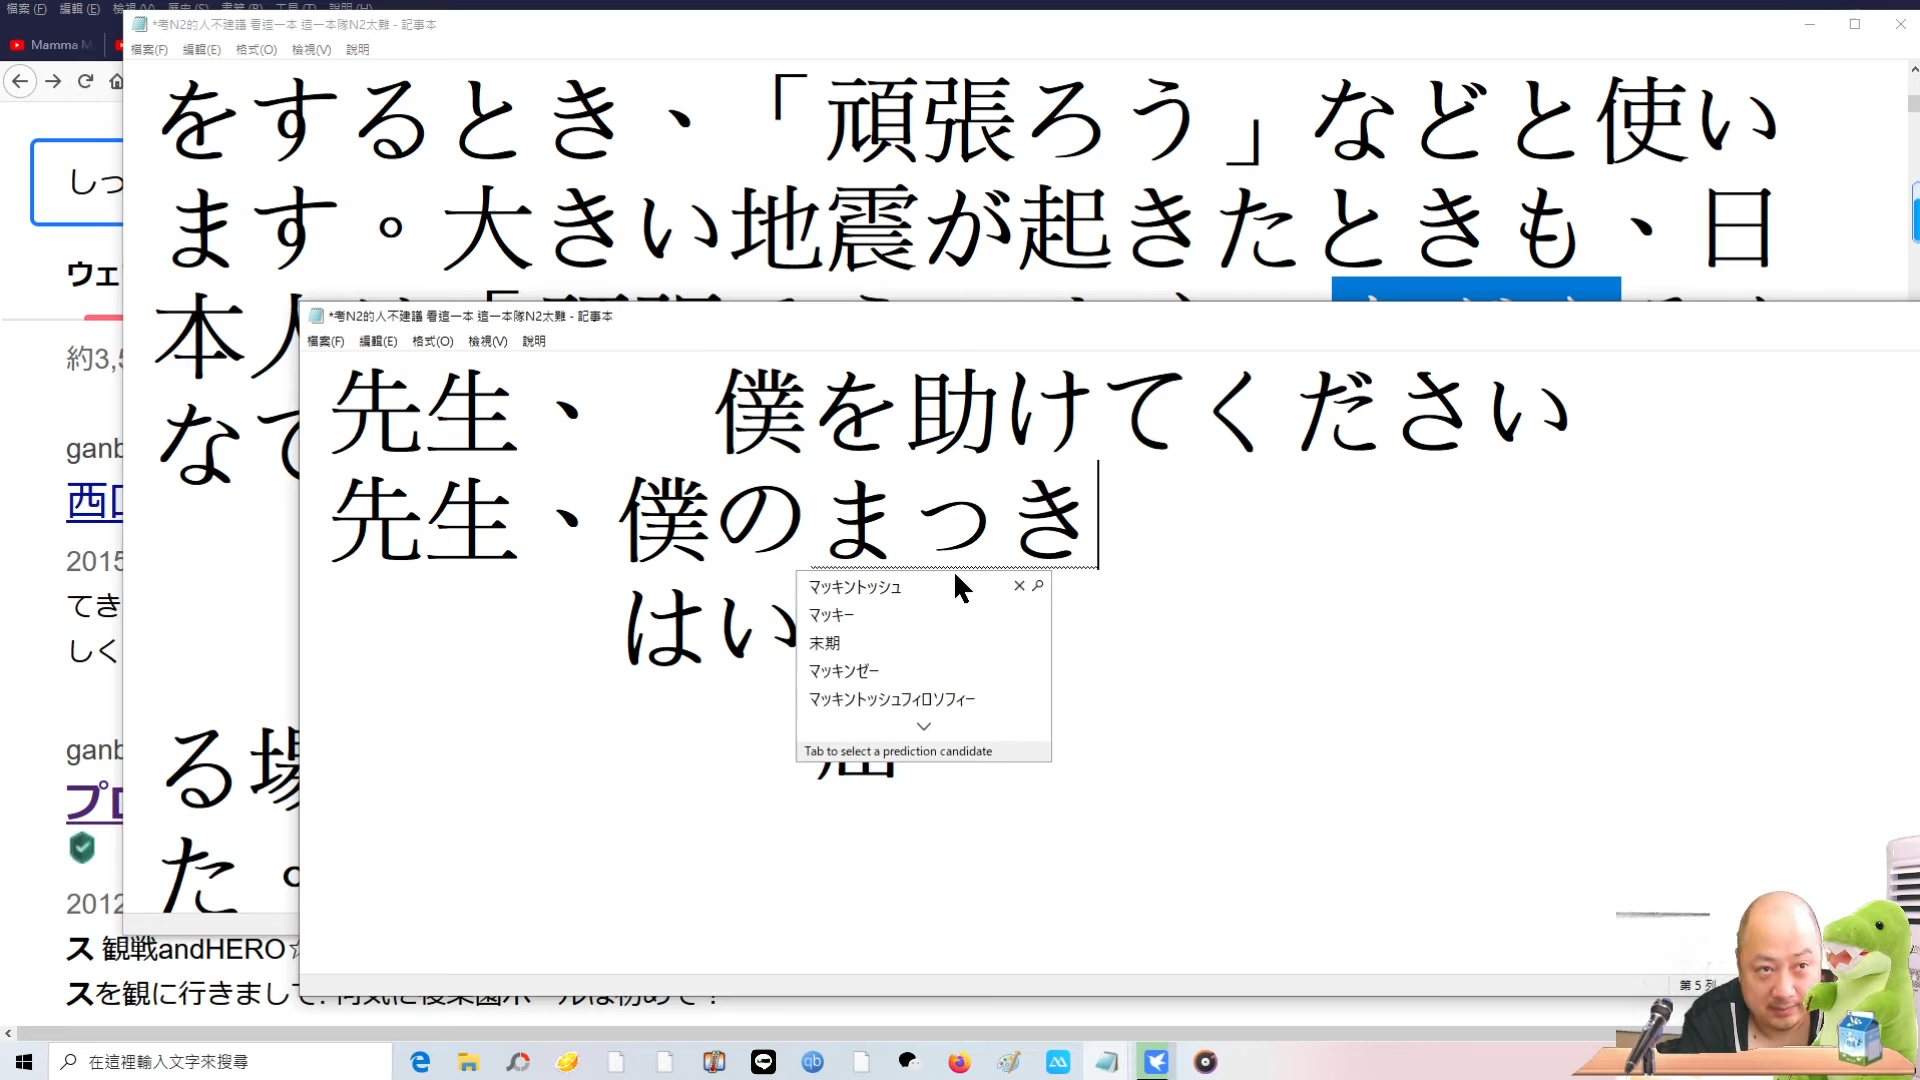 檔案(F) 編輯(E)
Mamma M
*考N2的人不建議 看這一本 這一本隊N2太難 - 記事本
檔案(F) 編輯(E) 格式(O) 檢視(V) 說明
をするとき、「頑張ろう」などと使い
ます。大きい地震が起きたときも、日
本人
なて
る場
た。
しっ
ウェ
約3,5
ganb
西口
2015
てき
しく
ganb
プロ
2012
ス 観戦andHERO☆
スを観に行きまして!
*考N2的人不建議 看這一本 這一本隊N2太難 - 記事本
檔案(F) 編輯(E) 格式(O) 檢視(V) 說明
先生、　僕を助けてください
先生、僕のまっき
はい
マッキントッシュ
マッキー
末期
マッキンゼー
マッキントッシュフィロソフィー
Tab to select a prediction candidate
第 5 列
在這裡輸入文字來搜尋